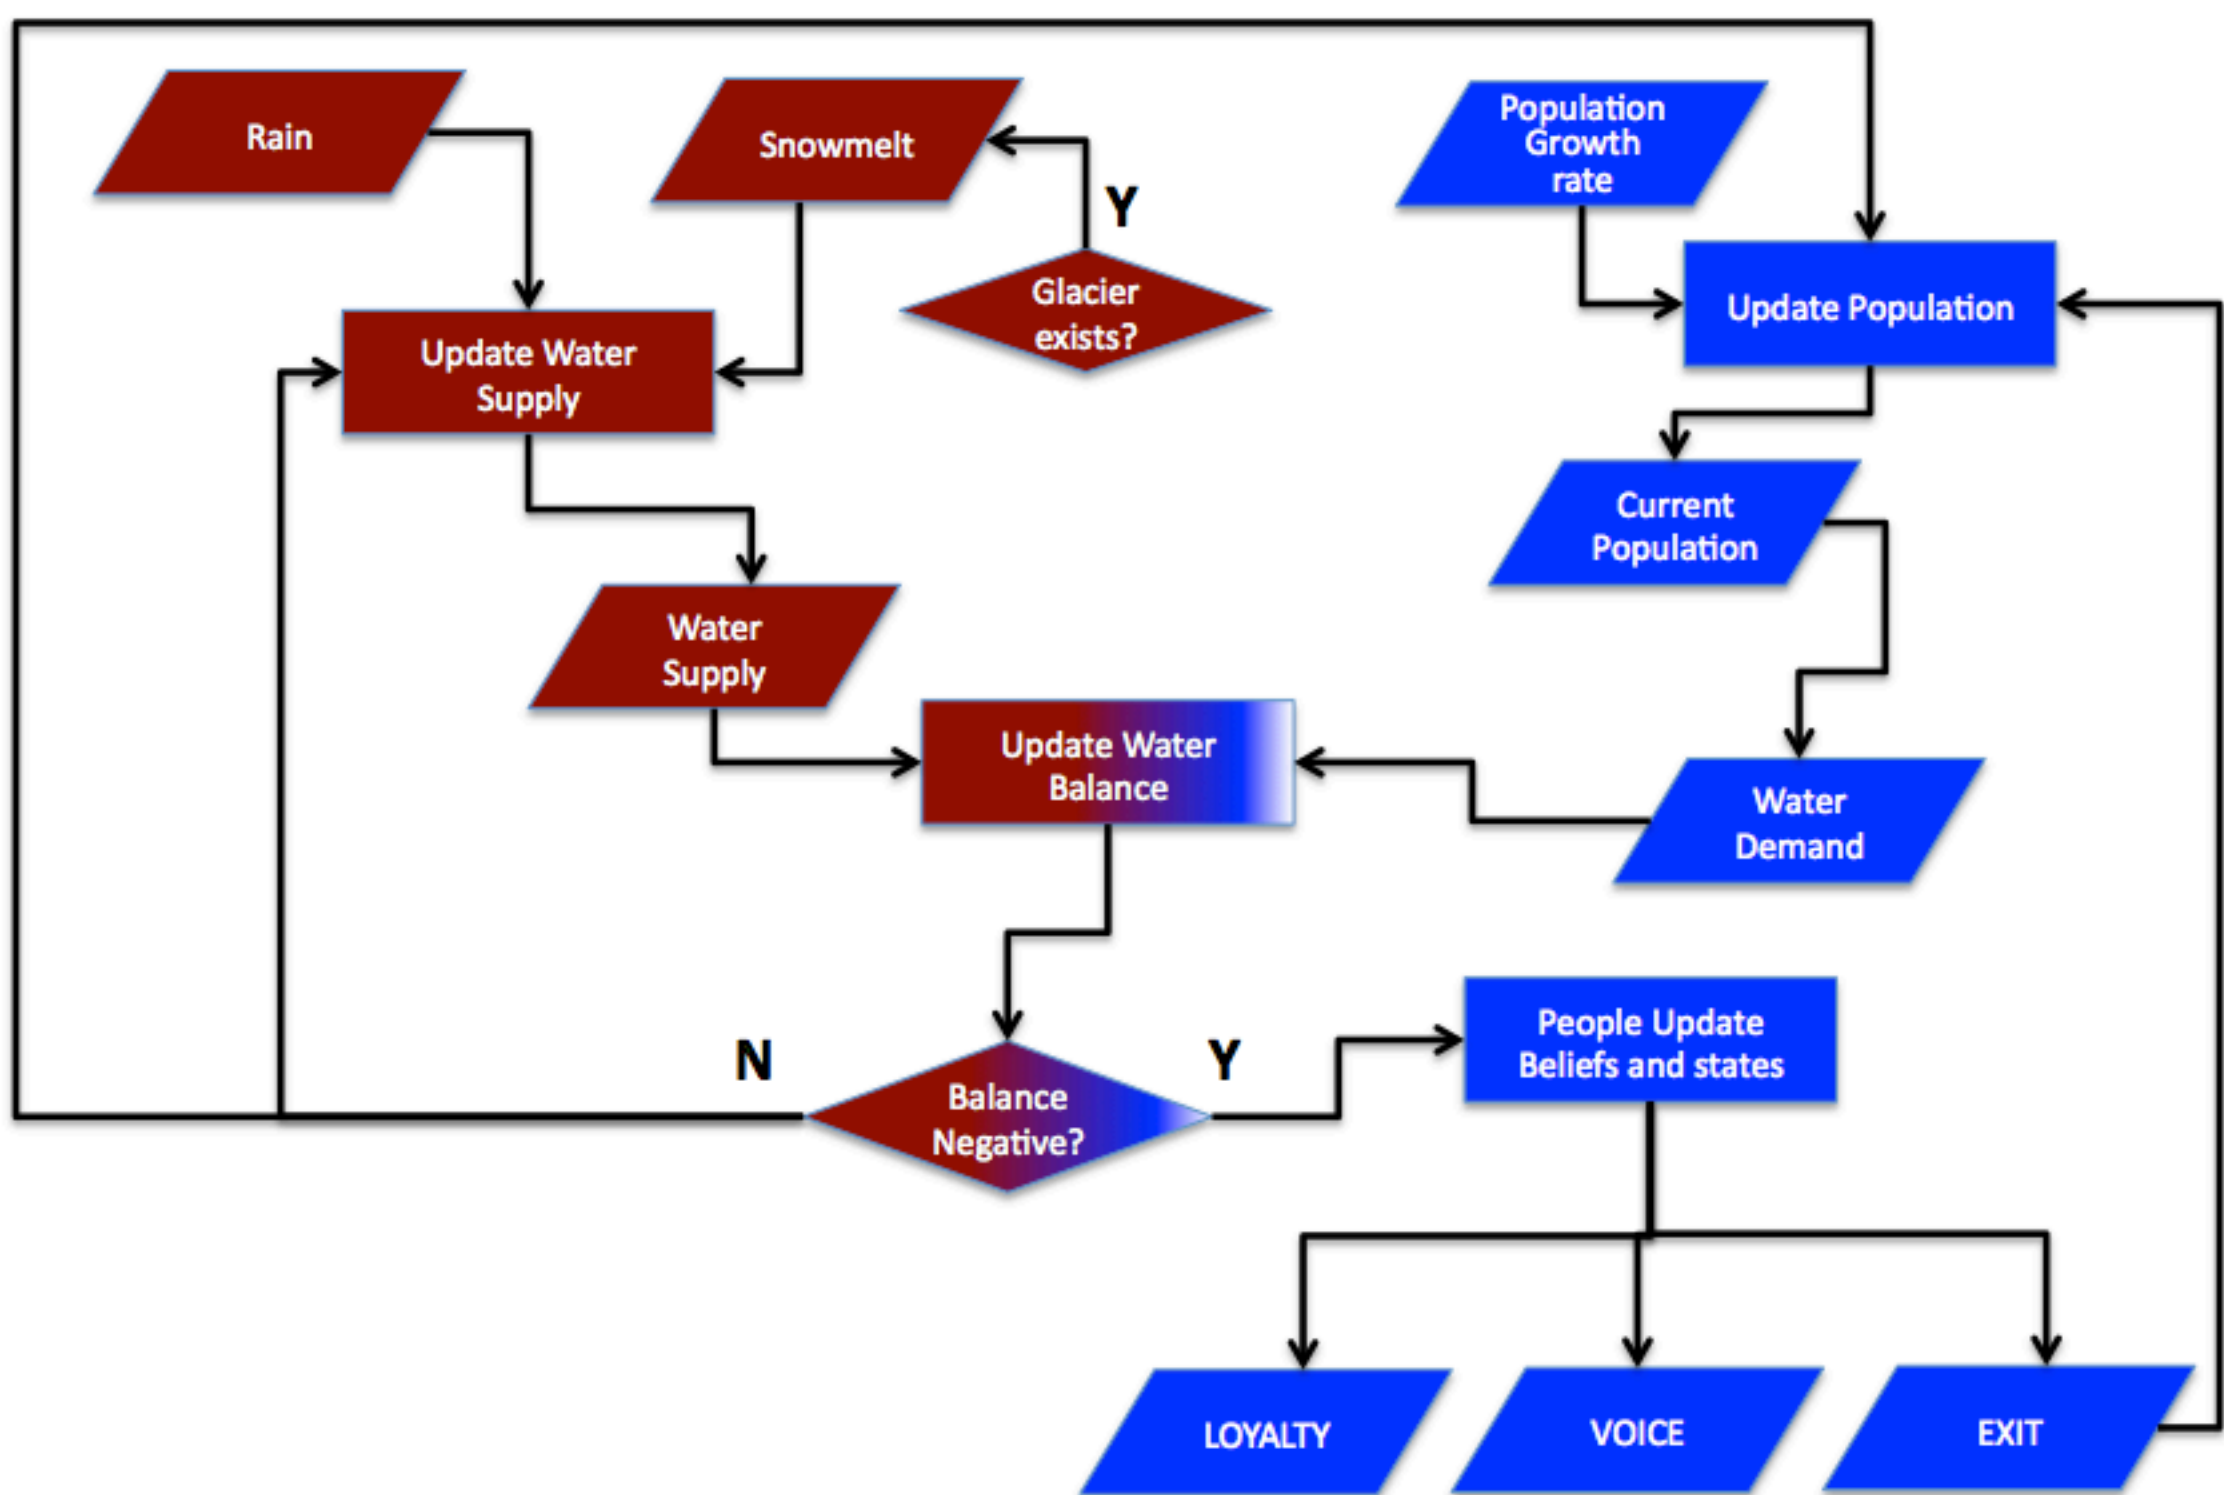 Rain
Snowmelt
Population
Growth
rate
Y
Glacier
exists?
Update Population
Update Water
Supply
Current
Population
Water
Supply
Update Water
Balance
Water
Demand
People Update
Beliefs and states
N
Y
Balance
Negative?
LOYALTY
VOICE
EXIT